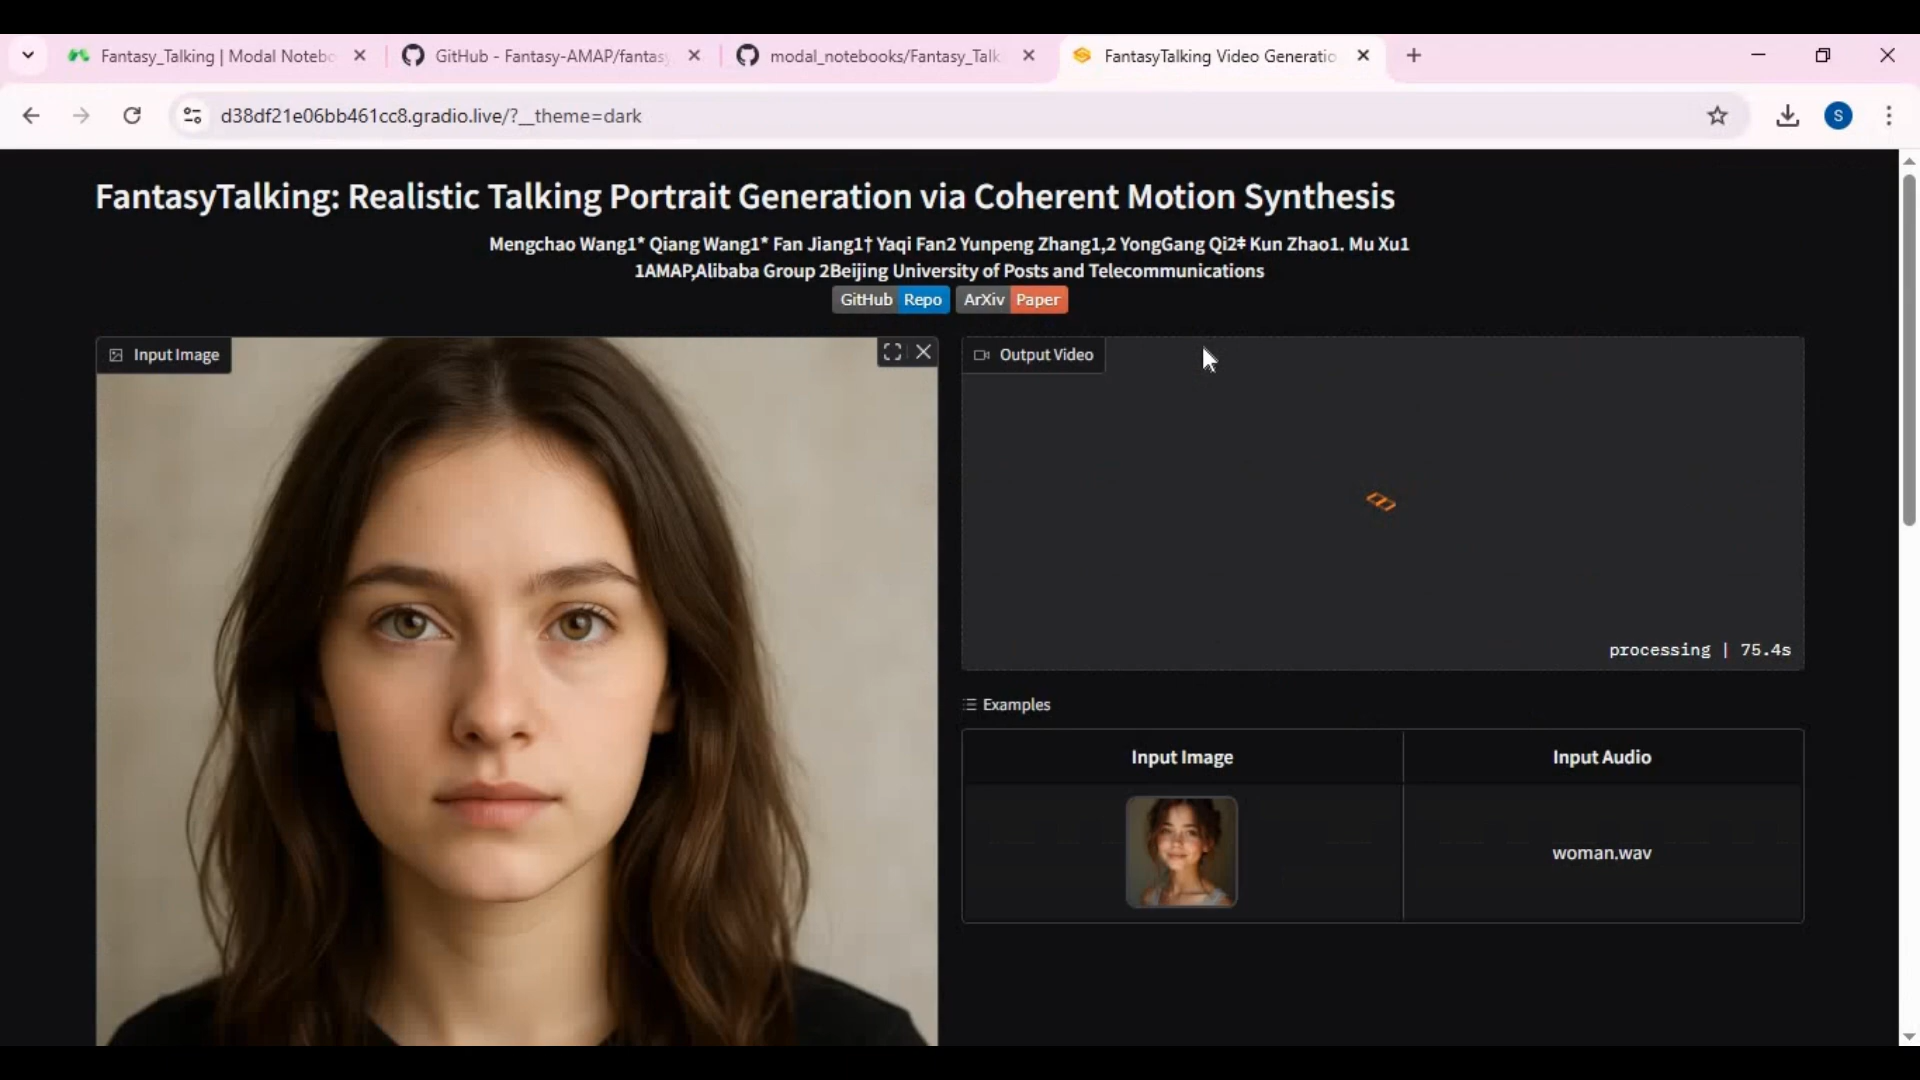 Fantasy_Talking | Modal Notebo
GitHub - Fantasy-AMAP/fantasy
modal_notebooks/Fantasy_Talk
FantasyTalking Video Generatio
d38df21e06bb461cc8.gradio.live/?__theme=dark
S
FantasyTalking: Realistic Talking Portrait Generation via Coherent Motion Synthesis
Mengchao Wang1* Qiang Wang1* Fan Jiang1† Yaqi Fan2 Yunpeng Zhang1,2 YongGang Qi2‡ Kun Zhao1. Mu Xu1
1AMAP,Alibaba Group 2Beijing University of Posts and Telecommunications
GitHub Repo ArXiv Paper
Input Image
Output Video
processing | 75.4s
Examples
Input Image Input Audio
woman.wav